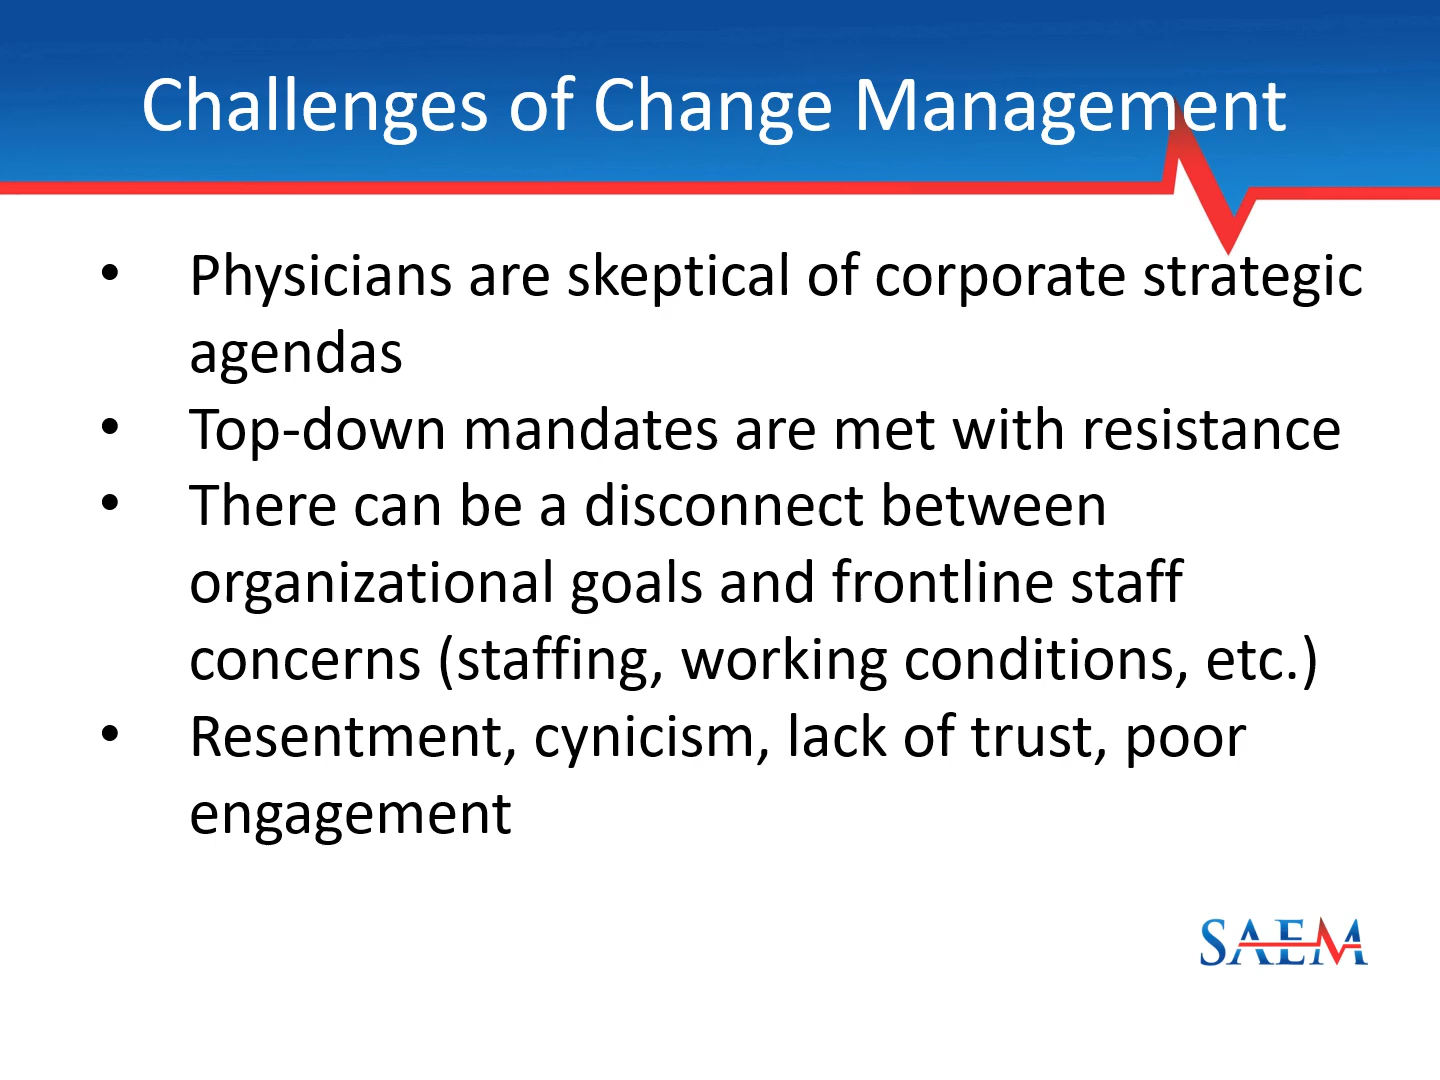 Challenges of Change Management
• Physicians are skeptical of corporate strategic
agendas
• Top-down mandates are met with resistance
• There can be a disconnect between
organizational goals and frontline staff
concerns (staffing, working conditions, etc.)
• Resentment, cynicism, lack of trust, poor
engagement
SAEM